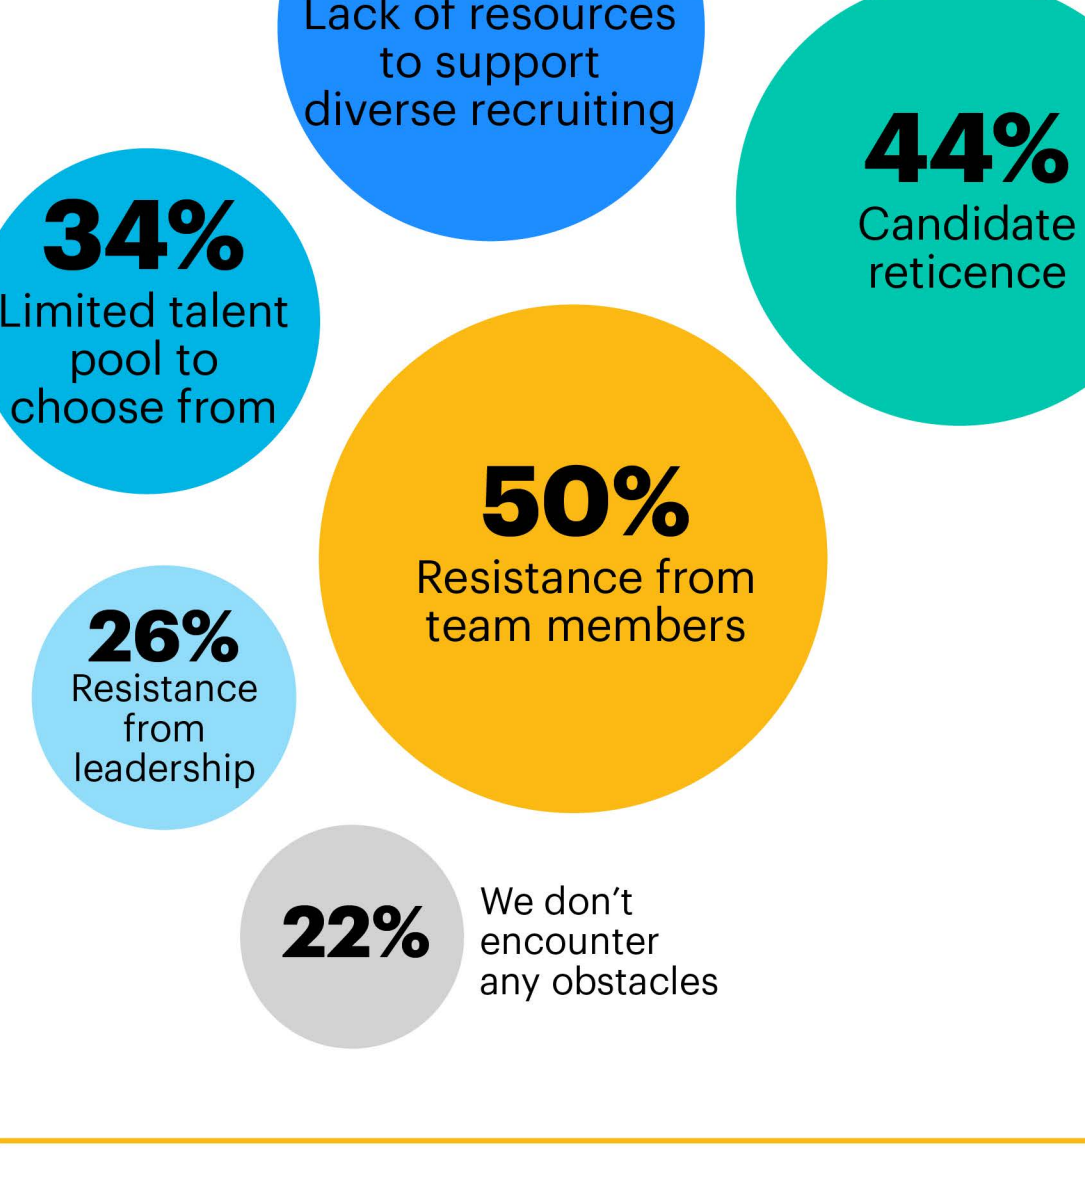 Lack of resources
to support
diverse recruiting
44%
Candidate
reticence
34%
Limited talent
pool to
choose from
50%
Resistance from
team members
26%
Resistance
from
leadership
22%
We don’t
encounter
any obstacles